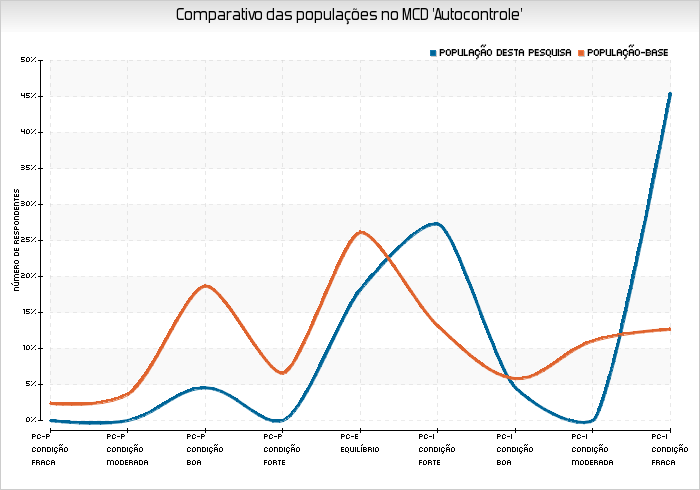 Comparativo das populações no MCD 'Autocontrole'
POPULAÇÃO DESTA PESQUISA POPULAÇÃO-BASE
50%
45%
40%
35%
30%
25%
20%
15%
10%
5%
0%
NÚMERO DE RESPONDENTES
PC-P PC-P PC-P PC-P PC-E PC-I PC-I PC-I PC-I
CONDIÇÃO CONDIÇÃO CONDIÇÃO CONDIÇÃO EQUILÍBRIO CONDIÇÃO CONDIÇÃO CONDIÇÃO CONDIÇÃO
FRACA MODERADA BOA FORTE FORTE BOA MODERADA FRACA